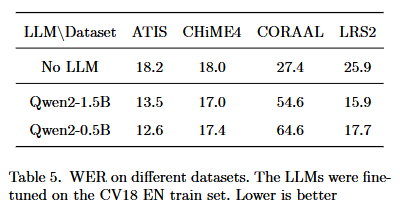 LLM\Dataset ATIS CHiME4 CORAAL LRS2
No LLM 18.2 18.0 27.4 25.9
Qwen2-1.5B 13.5 17.0 54.6 15.9
Qwen2-0.5B 12.6 17.4 64.6 17.7
Table 5. WER on different datasets. The LLMs were fine-
tuned on the CV18 EN train set. Lower is better